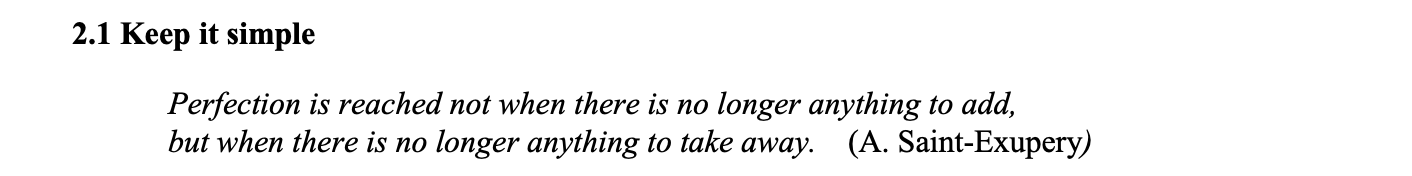 2.1 Keep it simple
Perfection is reached not when there is no longer anything to add,
but when there is no longer anything to take away. (A. Saint-Exupery)